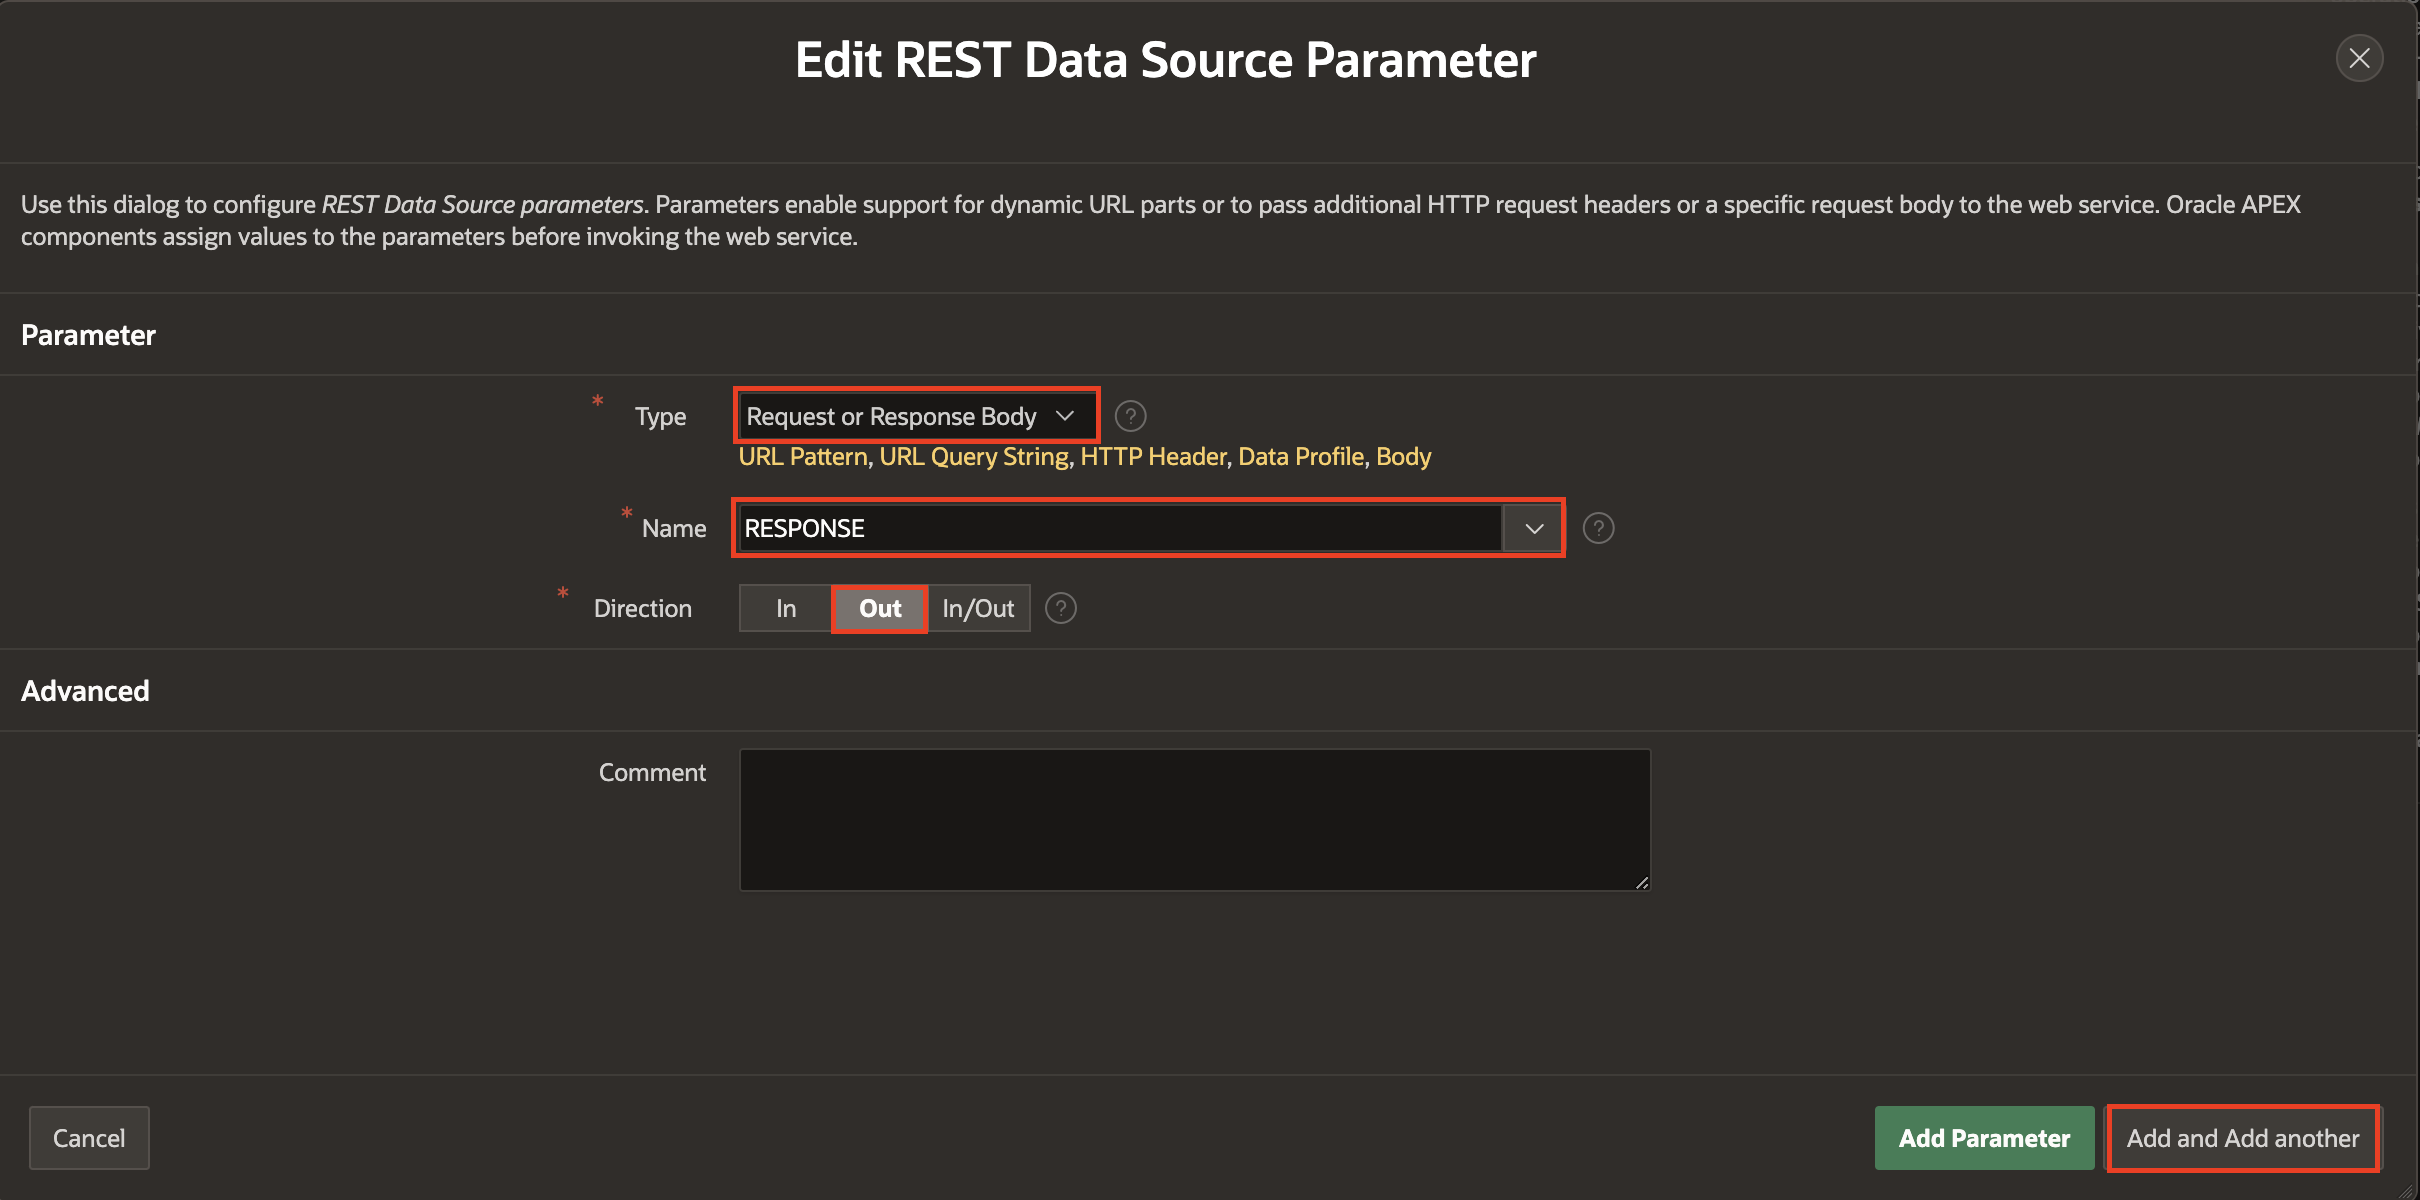 Edit REST Data Source Parameter
Use this dialog to configure REST Data Source parameters. Parameters enable support for dynamic URL parts or to pass additional HTTP request headers or a specific request body to the web service. Oracle APEX
components assign values to the parameters before invoking the web service.
Parameter
* Type Request or Response Body ?
URL Pattern, URL Query String, HTTP Header, Data Profile, Body
* Name RESPONSE ?
* Direction In Out In/Out ?
Advanced
Comment
Cancel Add Parameter Add and Add another